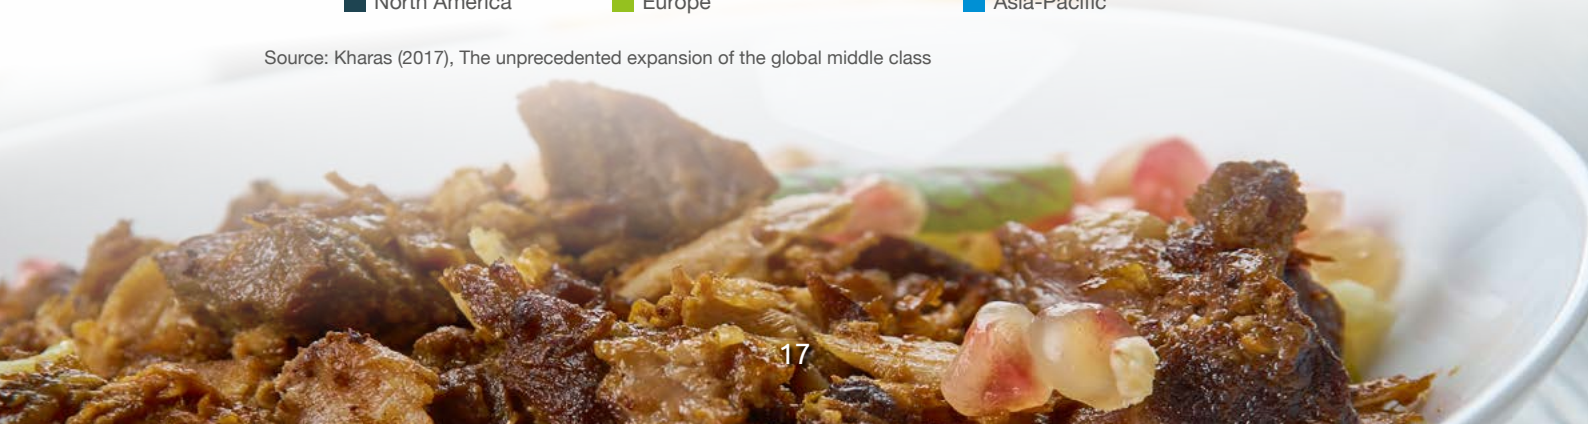 North America Europe Asia-Pacific
Source: Kharas (2017), The unprecedented expansion of the global middle class
17